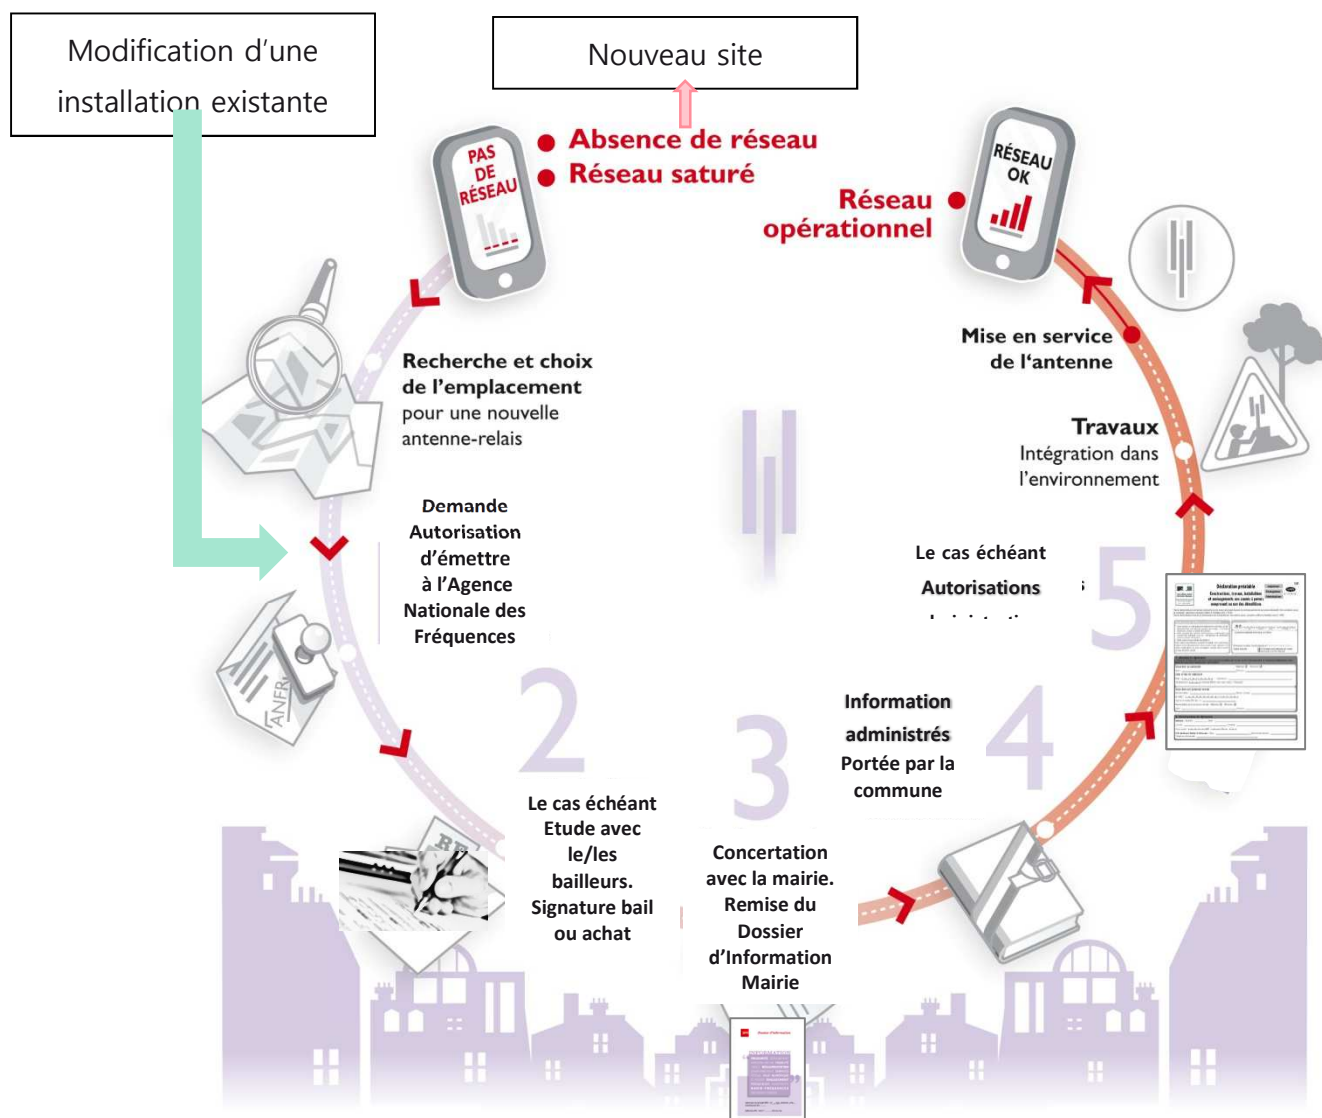 Modification d'une
installation existante
Nouveau site
PAS
DE
RÉSEAU
Absence de réseau
Réseau saturé
RÉSEAU
OK
Réseau
opérationnel
Recherche et choix
de l'emplacement
pour une nouvelle
antenne-relais
Mise en service
de l'antenne
Travaux
Intégration dans
l'environnement
Demande
Autorisation
d'émettre
à l'Agence
Nationale des
Fréquences
ANFR
2
Le cas échéant
Etude avec
le/les
bailleurs.
Signature bail
ou achat
3
Concertation
avec la mairie.
Remise du
Dossier
d'Information
Mairie
4
Information
administrés
Portée par la
commune
5
Le cas échéant
Autorisations
Déclaration préalable